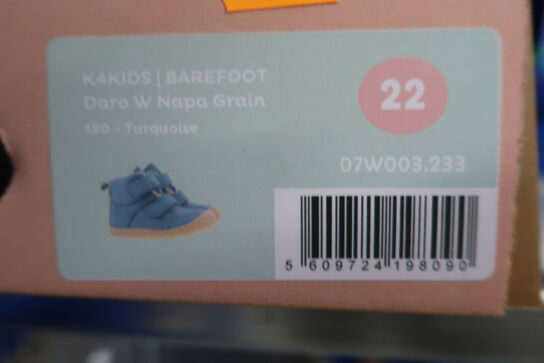 K4KIDS | BAREFOOT
Daro W Napa Grain
130 - Turquoise
22
07W003.233
5 609724 198090